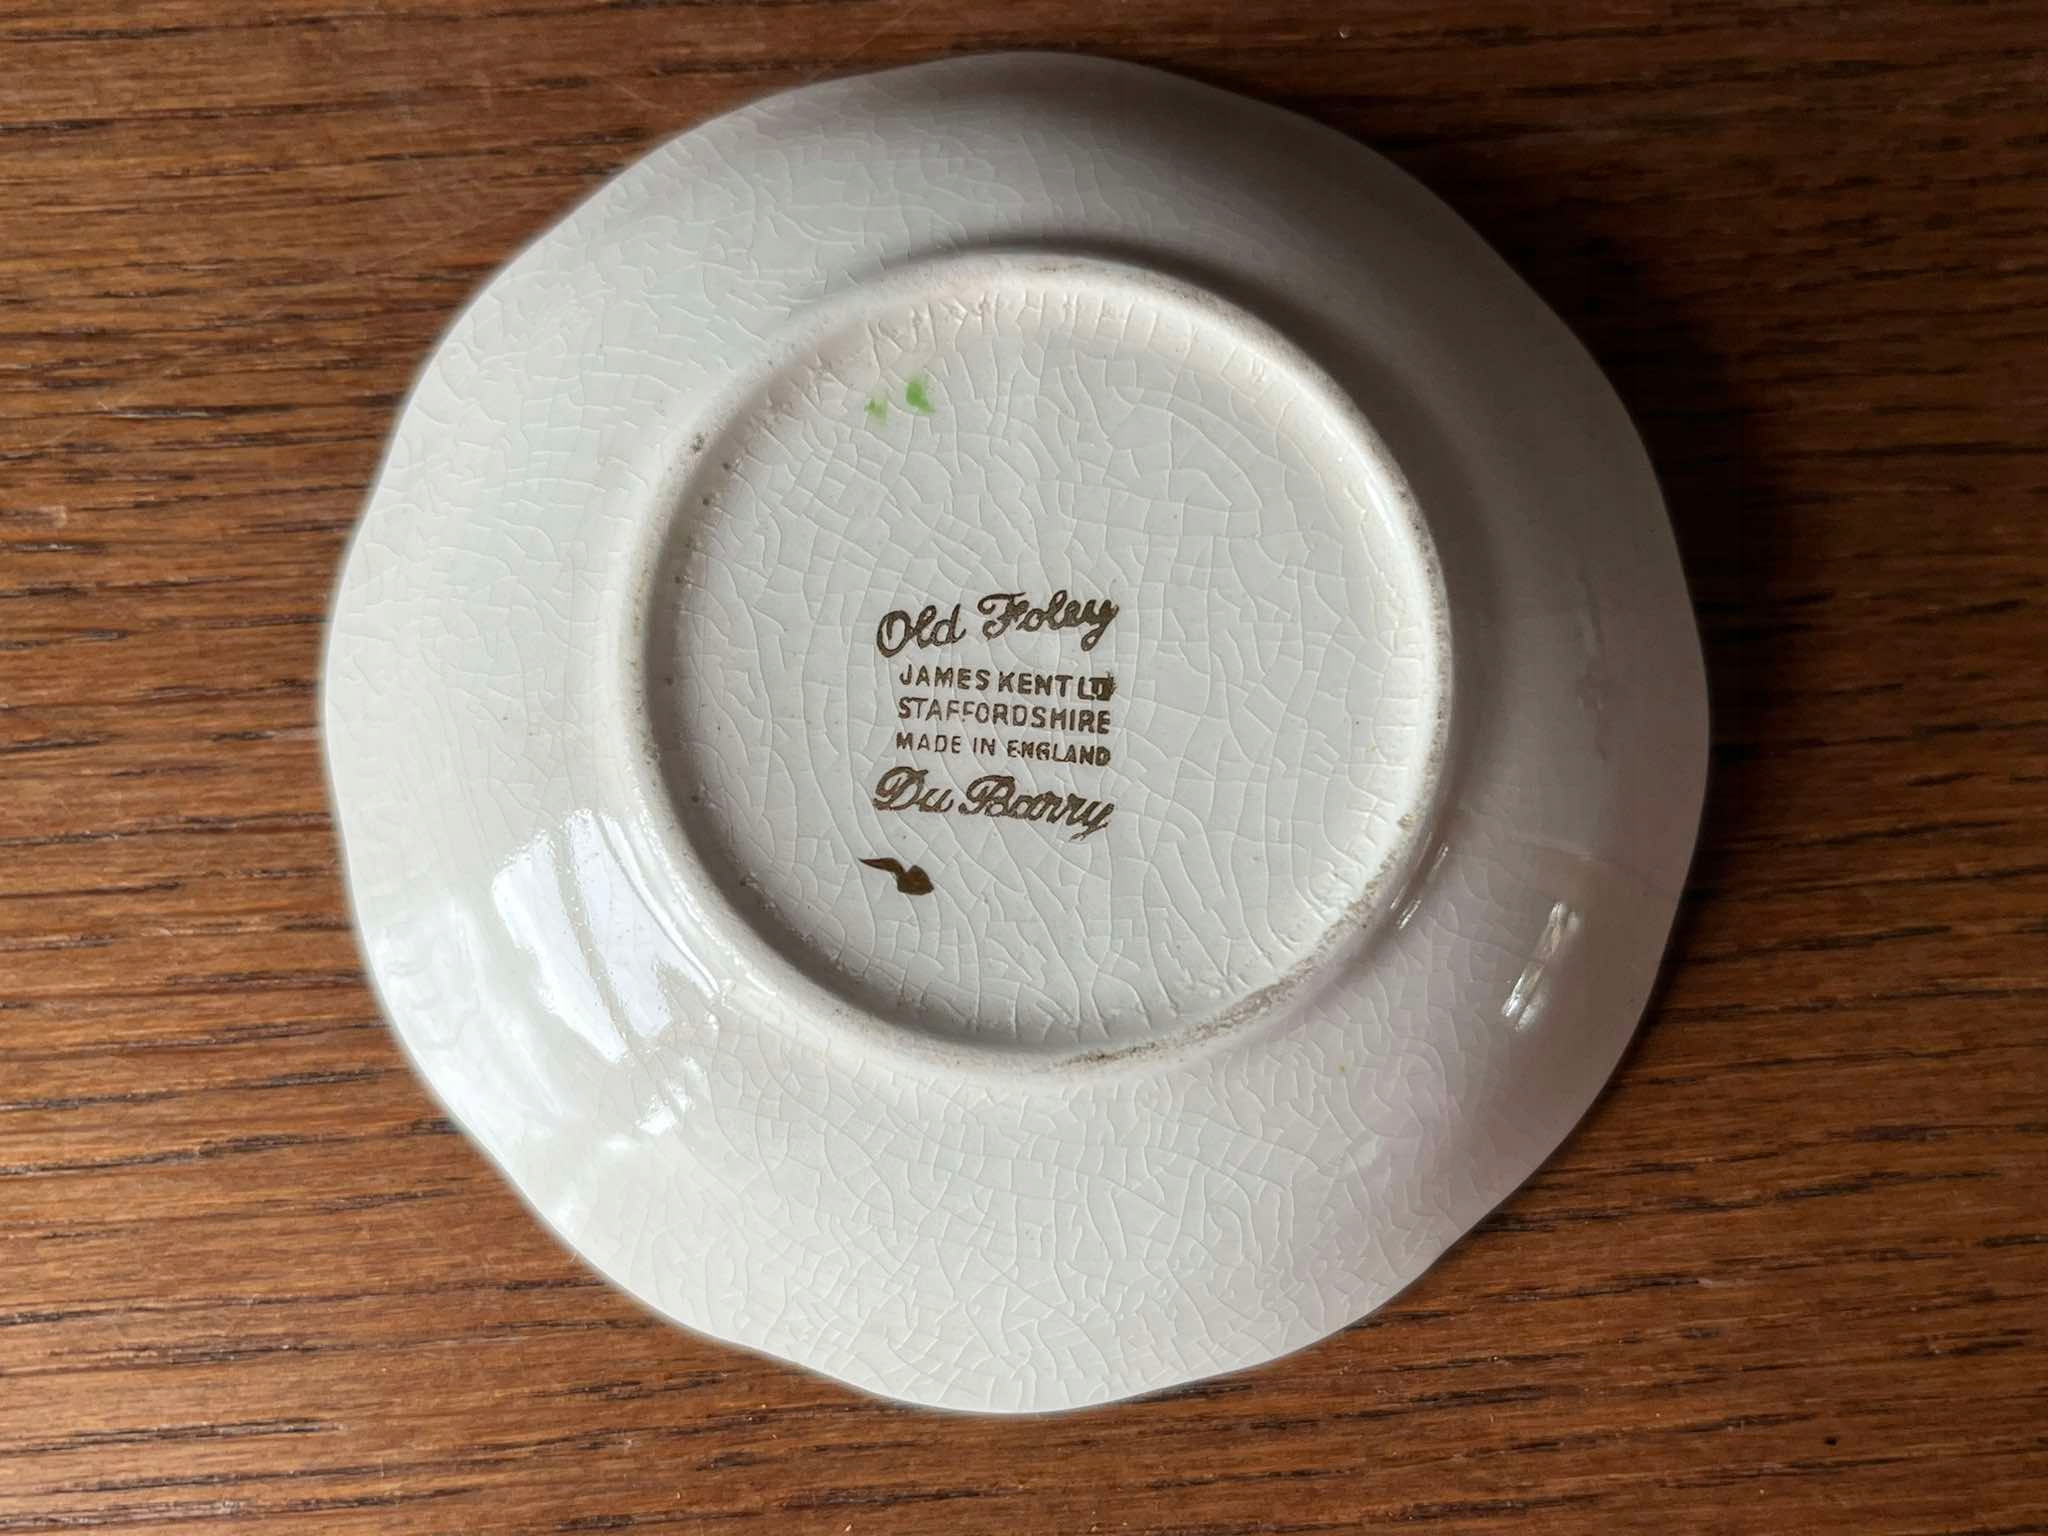 Old Foley
JAMES KENT LTD
STAFFORDSHIRE
MADE IN ENGLAND
Du Barry